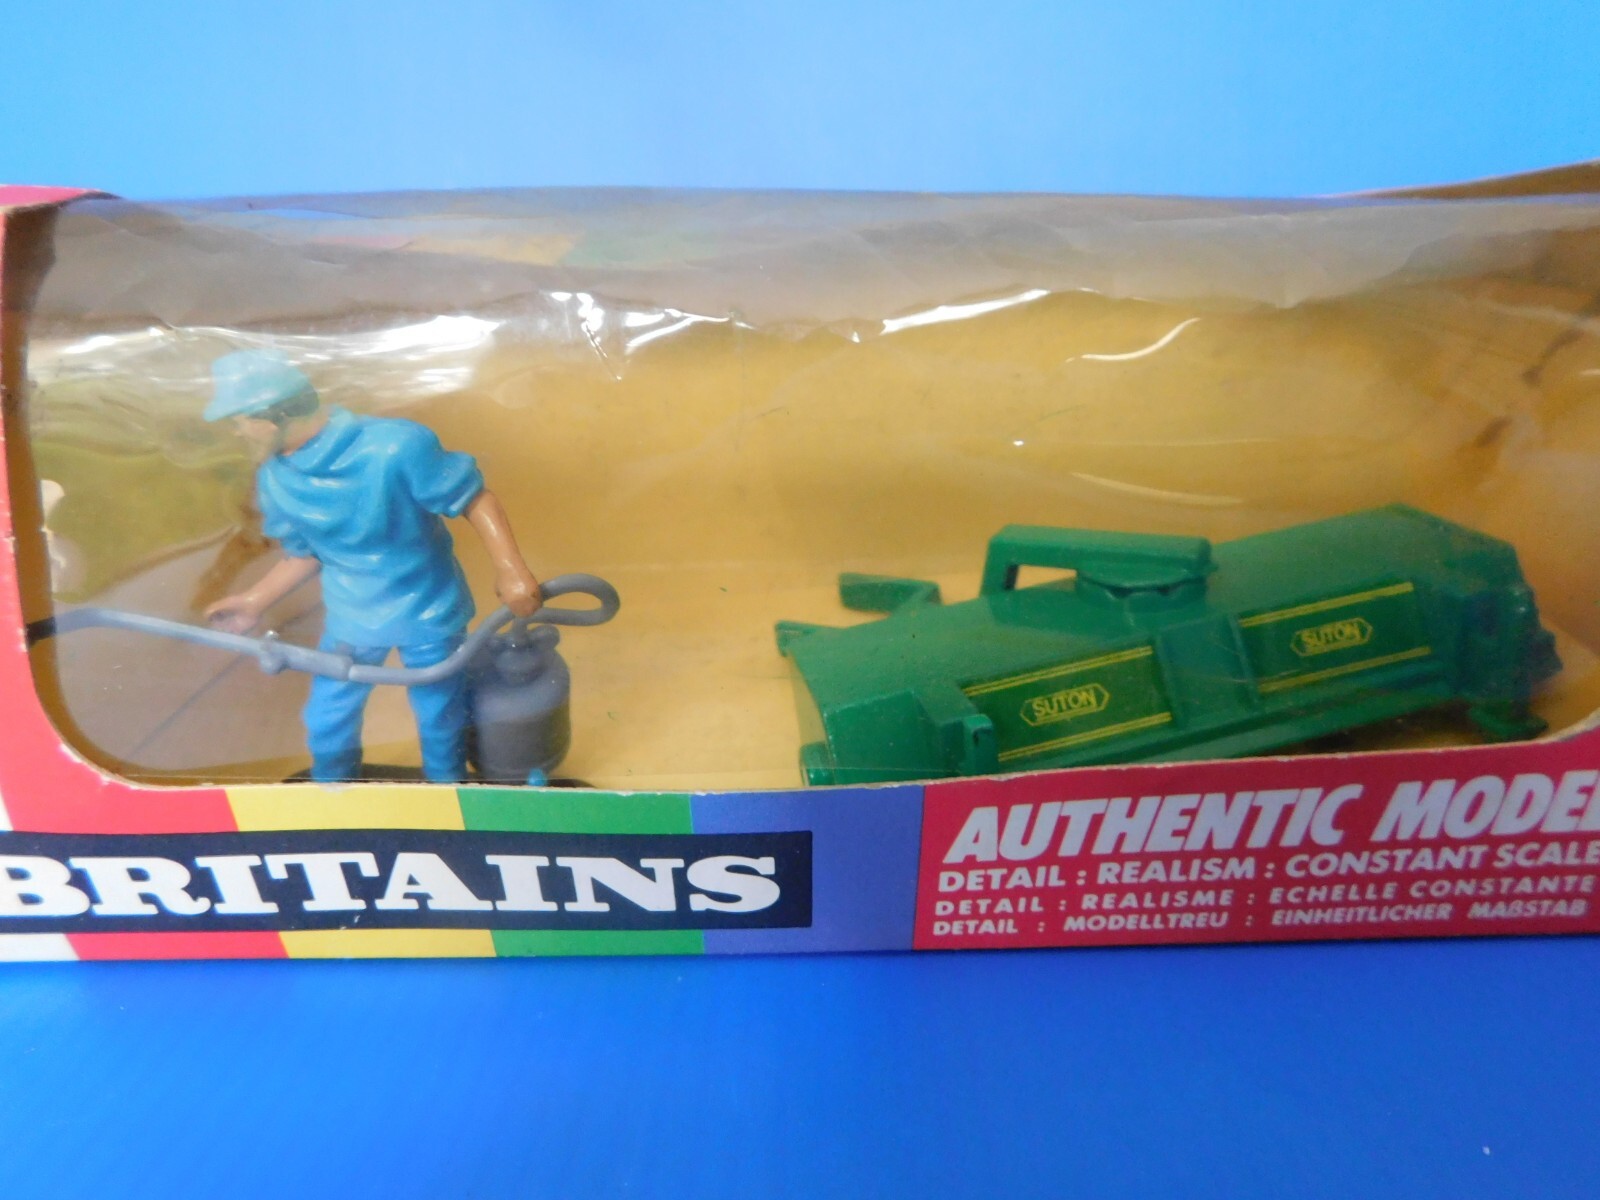 SUTON
SUTON
BRITAINS
AUTHENTIC MODEL
DETAIL : REALISM : CONSTANT SCALE
DETAIL : REALISME : ECHELLE CONSTANTE
DETAIL : MODELLTREU : EINHEITLICHER MAßSTAB